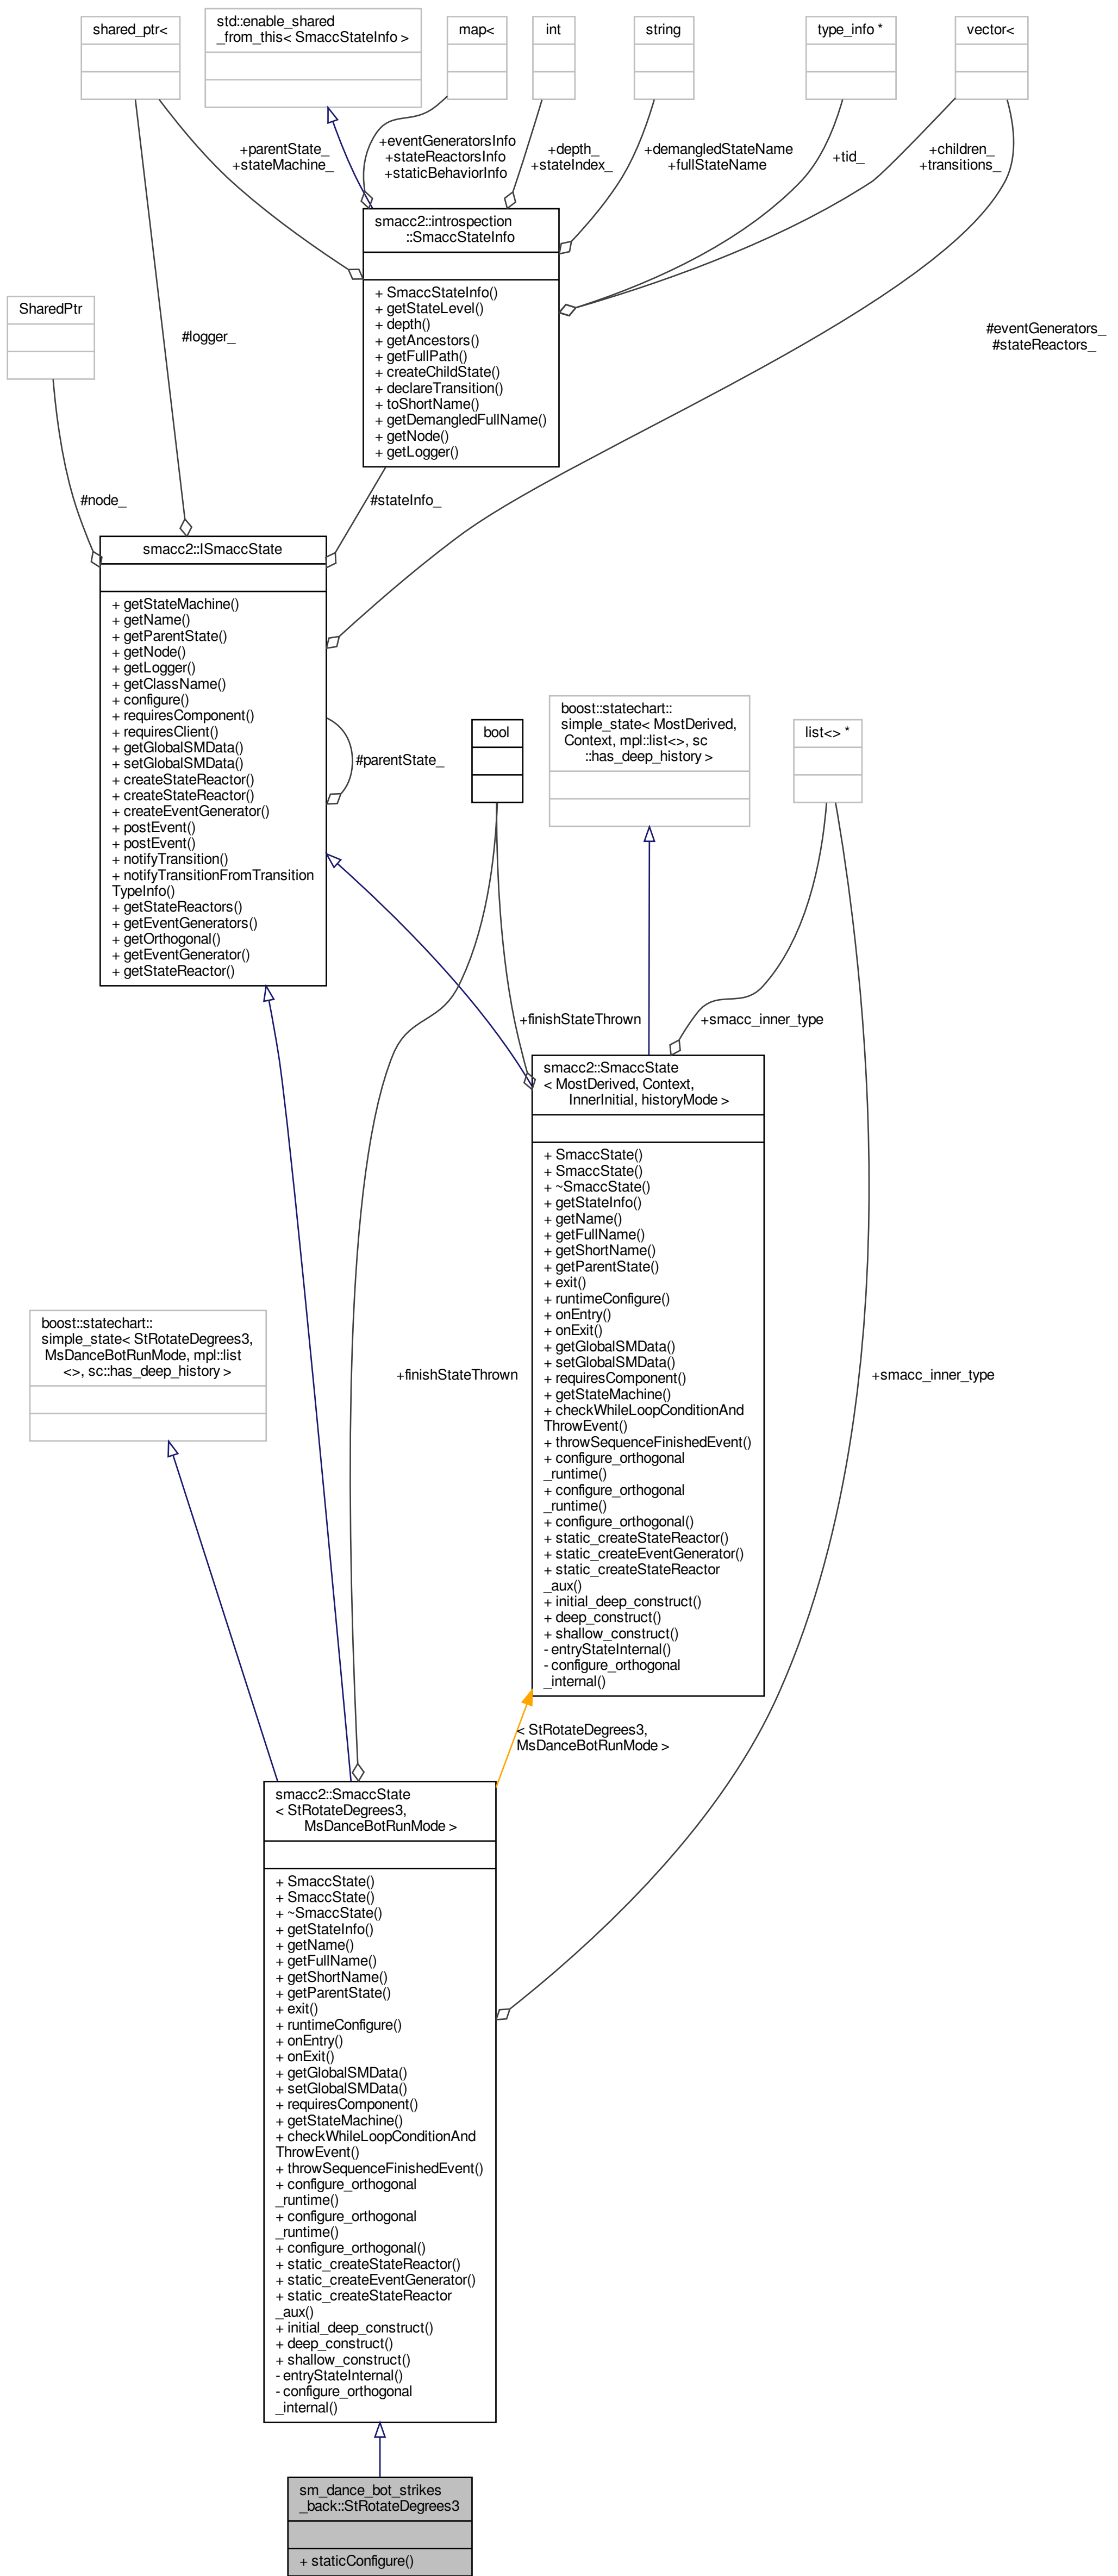 shared_ptr<
std::enable_shared
_from_this< SmaccStateInfo >
map<
int
string
type_info *
vector<
+parentState_
+stateMachine_
+eventGeneratorsInfo
+stateReactorsInfo
+staticBehaviorInfo
+depth_
+stateIndex_
+demangledStateName
+fullStateName
+tid_
+children_
+transitions_
smacc2::introspection
::SmaccStateInfo
+ SmaccStateInfo()
+ getStateLevel()
+ depth()
+ getAncestors()
+ getFullPath()
+ createChildState()
+ declareTransition()
+ toShortName()
+ getDemangledFullName()
+ getNode()
+ getLogger()
SharedPtr
#logger_
#eventGenerators_
#stateReactors_
#node_
#stateInfo_
smacc2::ISmaccState
+ getStateMachine()
+ getName()
+ getParentState()
+ getNode()
+ getLogger()
+ getClassName()
+ configure()
+ requiresComponent()
+ requiresClient()
+ getGlobalSMData()
+ setGlobalSMData()
+ createStateReactor()
+ createStateReactor()
+ createEventGenerator()
+ postEvent()
+ postEvent()
+ notifyTransition()
+ notifyTransitionFromTransition
TypeInfo()
+ getStateReactors()
+ getEventGenerators()
+ getOrthogonal()
+ getEventGenerator()
+ getStateReactor()
#parentState_
bool
boost::statechart::
simple_state< MostDerived,
Context, mpl::list<>, sc
::has_deep_history >
list<> *
+finishStateThrown
+smacc_inner_type
smacc2::SmaccState
< MostDerived, Context,
InnerInitial, historyMode >
+ SmaccState()
+ SmaccState()
+ ~SmaccState()
+ getStateInfo()
+ getName()
+ getFullName()
+ getShortName()
+ getParentState()
+ exit()
+ runtimeConfigure()
+ onEntry()
+ onExit()
+ getGlobalSMData()
+ setGlobalSMData()
+ requiresComponent()
+ getStateMachine()
+ checkWhileLoopConditionAnd
ThrowEvent()
+ throwSequenceFinishedEvent()
+ configure_orthogonal
_runtime()
+ configure_orthogonal
_runtime()
+ configure_orthogonal()
+ static_createStateReactor()
+ static_createEventGenerator()
+ static_createStateReactor
_aux()
+ initial_deep_construct()
+ deep_construct()
+ shallow_construct()
- entryStateInternal()
- configure_orthogonal
_internal()
boost::statechart::
simple_state< StRotateDegrees3,
MsDanceBotRunMode, mpl::list
<>, sc::has_deep_history >
+finishStateThrown
+smacc_inner_type
< StRotateDegrees3,
MsDanceBotRunMode >
smacc2::SmaccState
< StRotateDegrees3,
MsDanceBotRunMode >
+ SmaccState()
+ SmaccState()
+ ~SmaccState()
+ getStateInfo()
+ getName()
+ getFullName()
+ getShortName()
+ getParentState()
+ exit()
+ runtimeConfigure()
+ onEntry()
+ onExit()
+ getGlobalSMData()
+ setGlobalSMData()
+ requiresComponent()
+ getStateMachine()
+ checkWhileLoopConditionAnd
ThrowEvent()
+ throwSequenceFinishedEvent()
+ configure_orthogonal
_runtime()
+ configure_orthogonal
_runtime()
+ configure_orthogonal()
+ static_createStateReactor()
+ static_createEventGenerator()
+ static_createStateReactor
_aux()
+ initial_deep_construct()
+ deep_construct()
+ shallow_construct()
- entryStateInternal()
- configure_orthogonal
_internal()
sm_dance_bot_strikes
_back::StRotateDegrees3
+ staticConfigure()